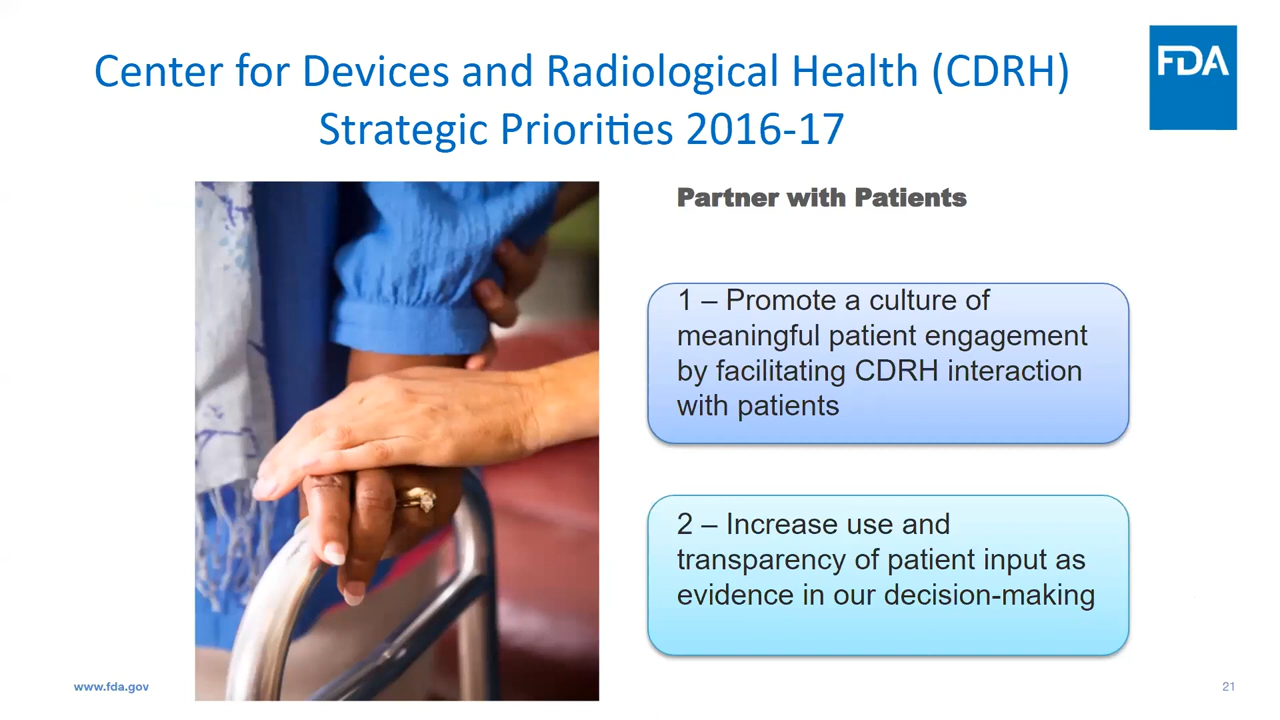 Center for Devices and Radiological Health (CDRH)
Strategic Priorities 2016-17
FDA
Partner with Patients
1 – Promote a culture of
meaningful patient engagement
by facilitating CDRH interaction
with patients
2 – Increase use and
transparency of patient input as
evidence in our decision-making
www.fda.gov
21